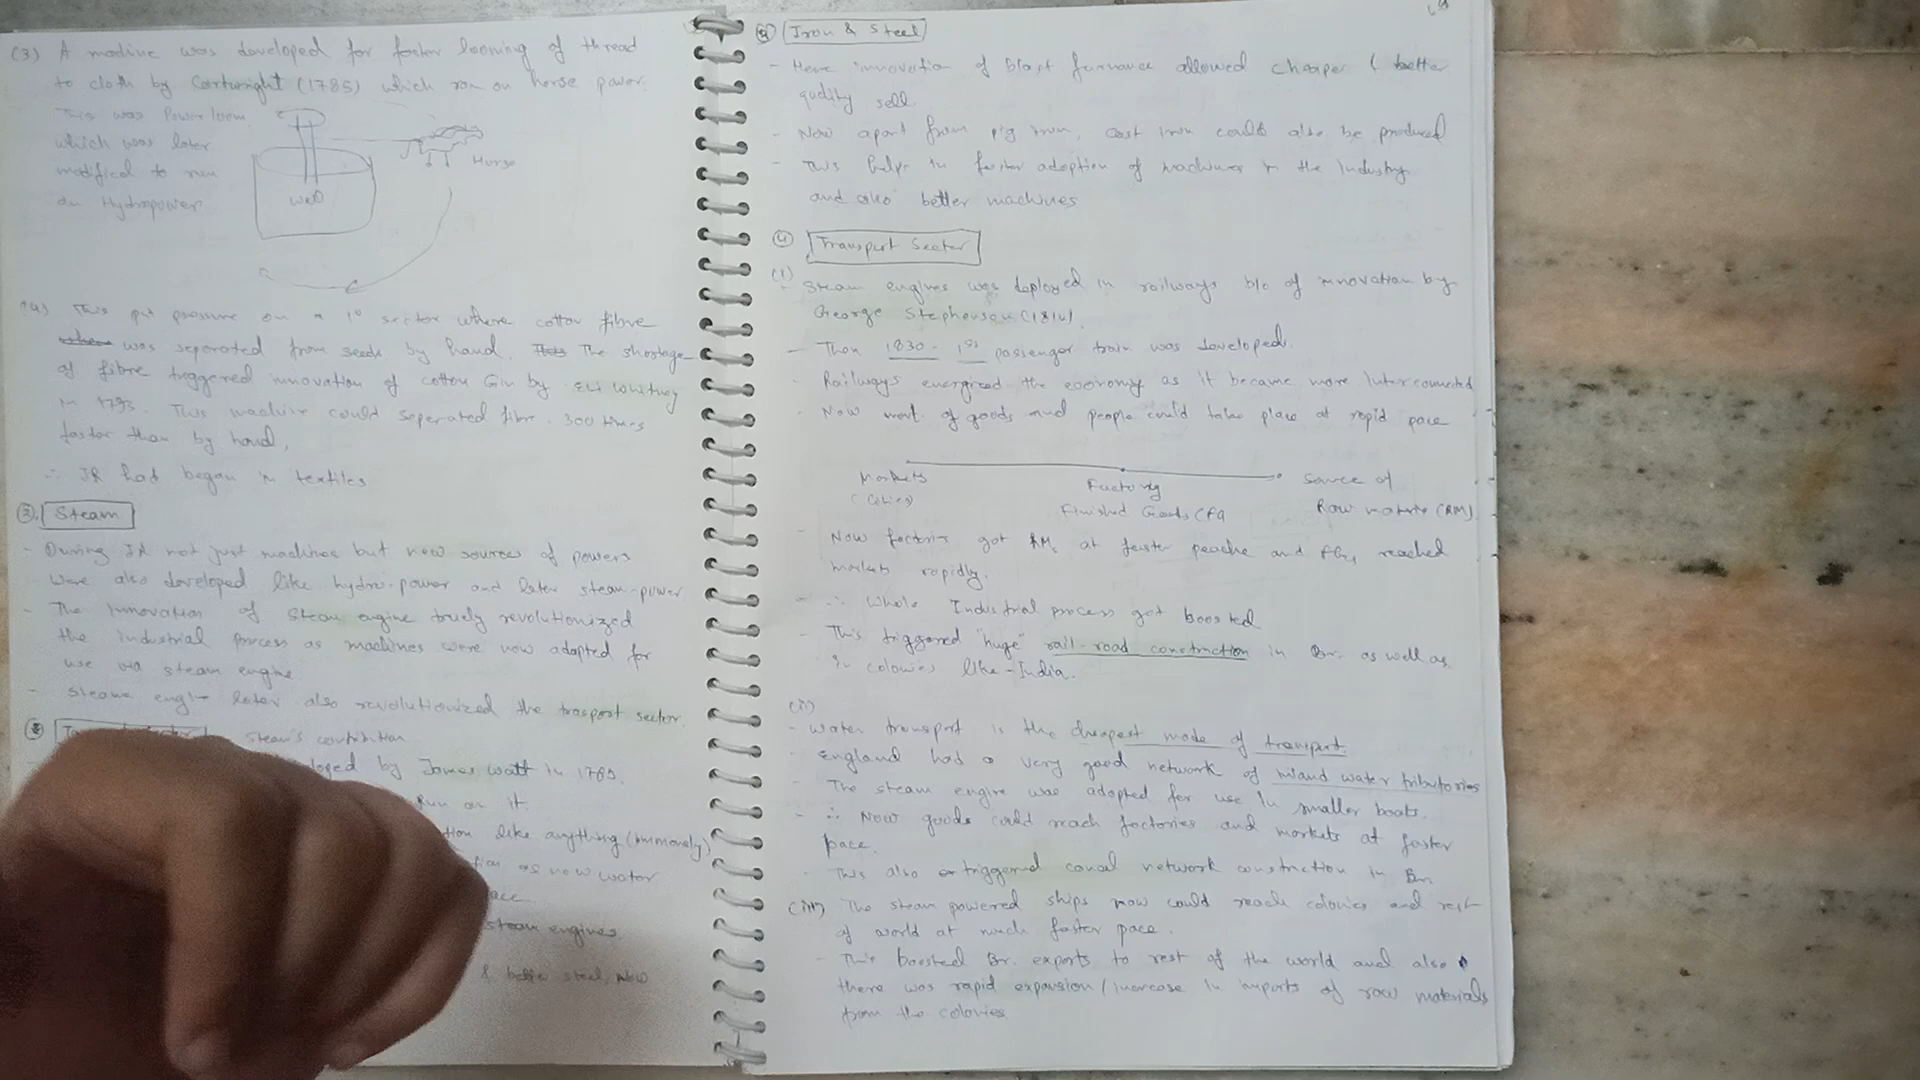 (3) A machine was developed for faster looming of thread
to cloth by Cartwright (1785) which ran on horse power.
This was Powerloom
which was later
modified to run
on Hydropower
Horse
well
(4) This put pressure on 1° sector where cotton fibre
was seperated from seeds by hand. The shortage
of fibre triggered innovation of cotton Gin by Eli Whitney
in 1793. This machine could seperated fibre 300 times
faster than by hand,
∴ IR had began in textiles
②. Steam
- During IR not just machines but new sources of powers
were also developed like hydro-power and later steam-power
- The innovation of steam engine truely revolutionized
the industrial process as machines were now adapted for
use via steam engine
- Steam engine later also revolutionized the trasport sector.
Steam's contribution
by James Watt in 1769.
Run on it.
like anything (immensely)
as now water
steam engines,
steel, Now
Iron & Steel
- Here innovation of blast furnance allowed cheaper & better
quality sell.
- Now apart from pig iron, cast iron could also be produced
- This helps in faster adoption of machines in the Industry
and also better machines
④ Transport Sector
(i) Steam engines was deployed in railways b/c of innovation by
George Stephenson (1814).
- Then 1830 - 1st passenger train was developed.
- Railways energised the economy as it became more interconnected
- Now mvt. of goods and people could take place at rapid pace
Markets Factory Source of
(Cities) Finished Goods (FG) Raw materia (RM)
- Now factories got RMs at faster and FGs reached
markets rapidly.
- ∴ Whole Industrial process got boosted
- This triggered "huge" rail-road construction in Br. as well as
in colonies like - India.
(ii)
- Water transport is the cheapest mode of transport
- England had a very good network of inland water tributories
- The steam engine was adopted for use in smaller boats.
- ∴ Now goods could reach factories and markets at faster
pace.
- This also triggered canal network construction in Br.
(iii) The steam powered ships now could reach colonies and rest
of world at much faster pace.
- This boosted Br. exports to rest of the world and also
there was rapid expansion / increase in imports of raw materials
from the colonies